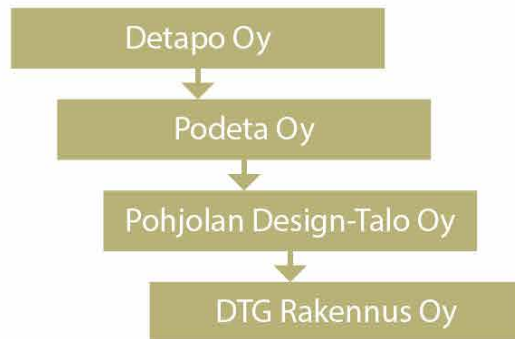 Detapo Oy
Podeta Oy
Pohjolan Design-Talo Oy
DTG Rakennus Oy